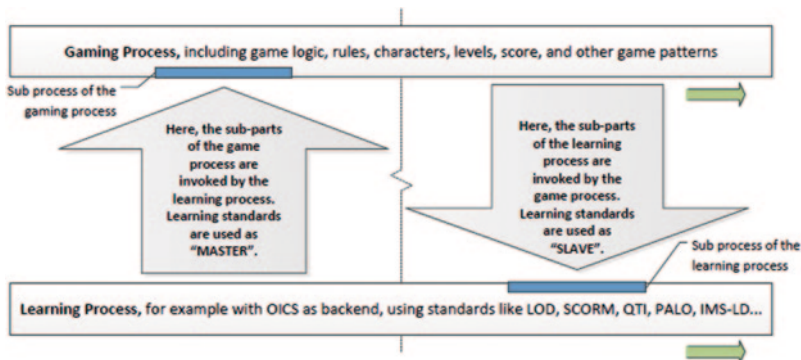 Gaming Process, including game logic, rules, characters, levels, score, and other game patterns
Sub process of the
gaming process
Here, the sub-parts
of the game
process are
invoked by the
learning process.
Learning standards
are used as
“MASTER”.
Here, the sub-parts
of the learning
process are
invoked by the
game process.
Learning standards
are used as
“SLAVE”.
Sub process of the
learning process
Learning Process, for example with OICS as backend, using standards like LOD, SCORM, QTI, PALO, IMS-LD...